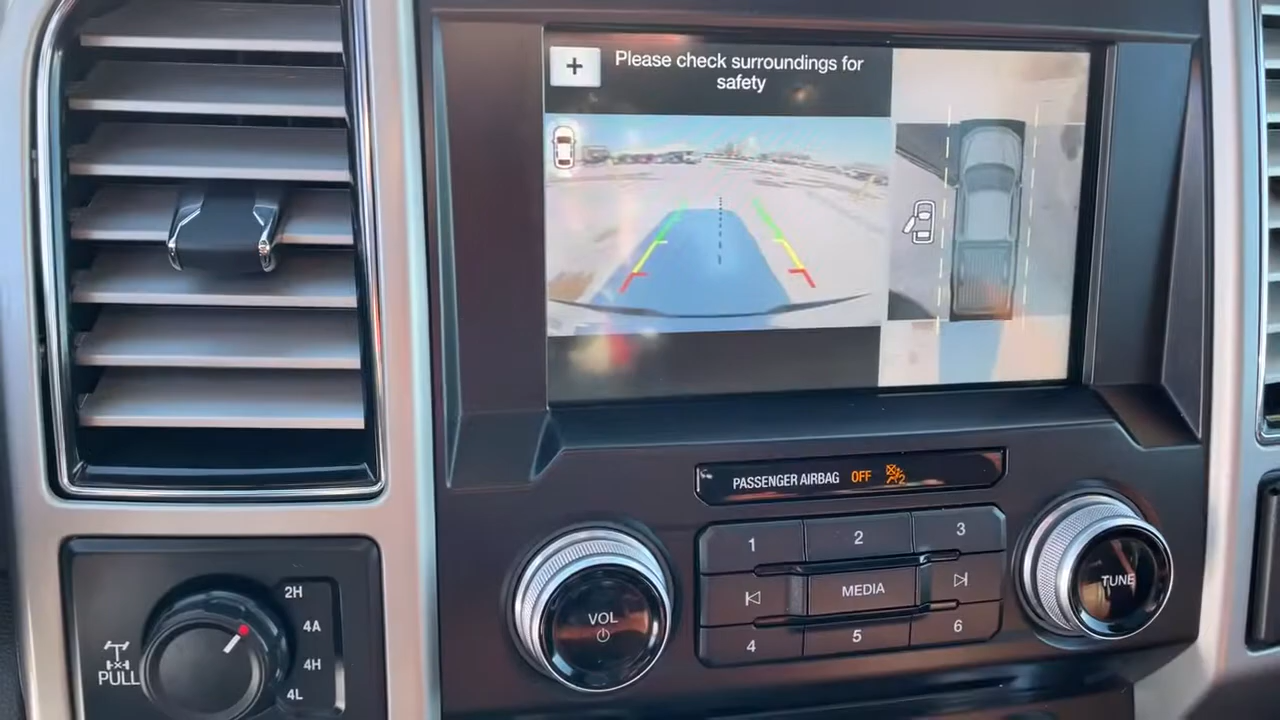 +
Please check surroundings for
safety
PASSENGER AIRBAG OFF 2
1 2 3
MEDIA
4 5 6
VOL
TUNE
2H
4A
4H
4L
PULL